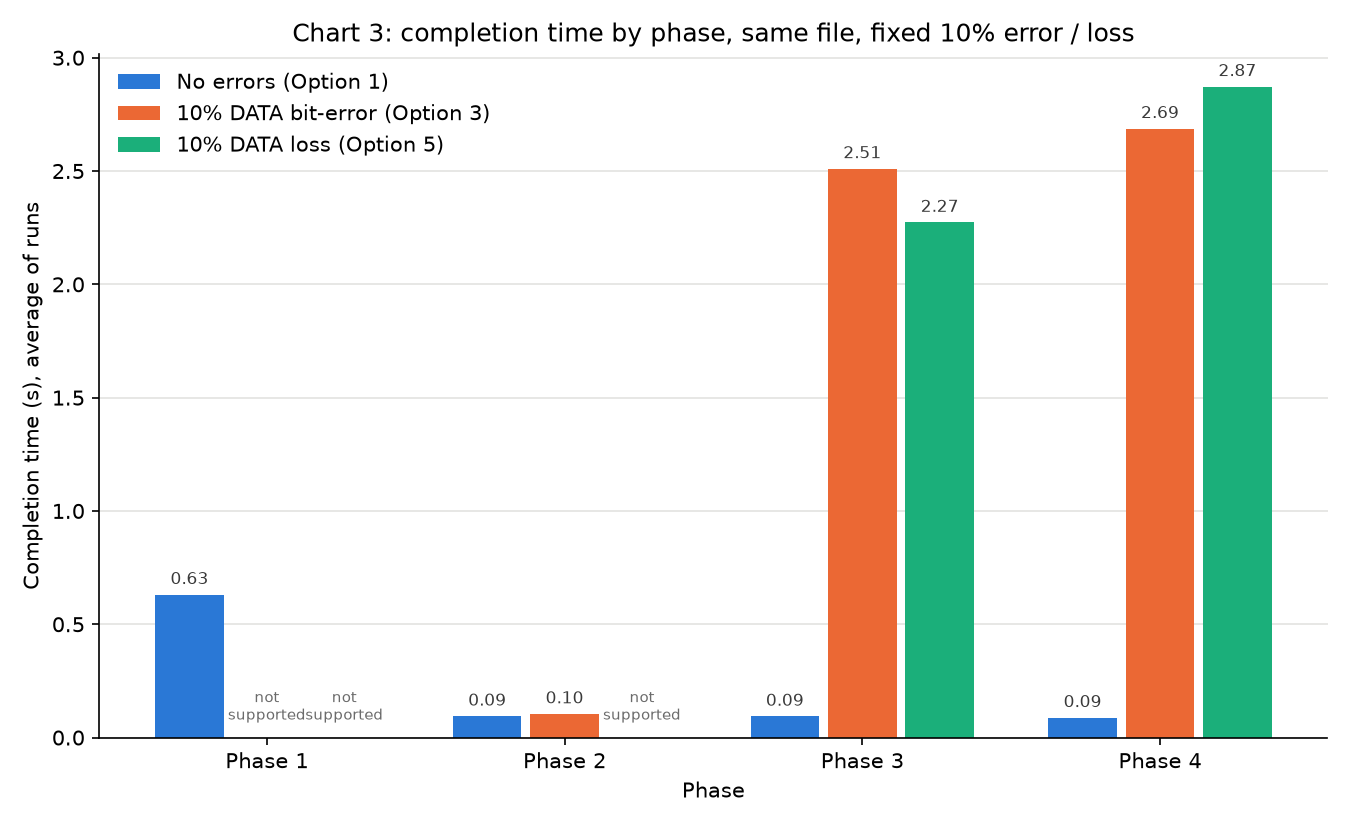 Chart 3: completion time by phase, same file, fixed 10% error / loss
No errors (Option 1)
10% DATA bit-error (Option 3)
10% DATA loss (Option 5)
Completion time (s), average of runs
3.0
2.5
2.0
1.5
1.0
0.5
0.0
0.63
not
supported
not
supported
0.09
0.10
not
supported
0.09
2.51
2.27
0.09
2.69
2.87
Phase 1
Phase 2
Phase 3
Phase 4
Phase